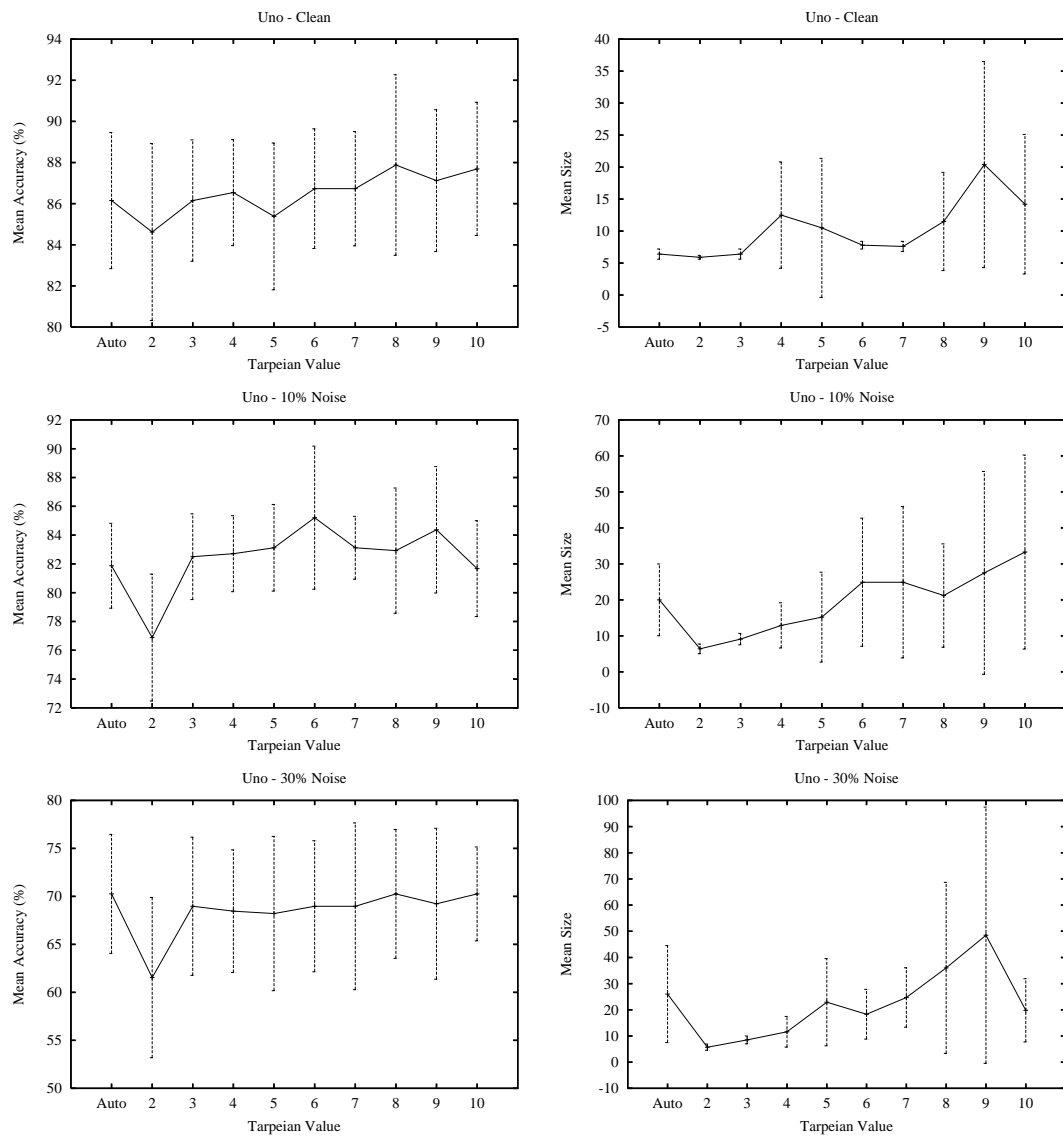 Uno - Clean
94
92
90
88
86
84
82
80
Mean Accuracy (%)
Auto 2 3 4 5 6 7 8 9 10
Tarpeian Value
Uno - Clean
40
35
30
25
20
15
10
5
0
-5
Mean Size
Auto 2 3 4 5 6 7 8 9 10
Tarpeian Value
Uno - 10% Noise
92
90
88
86
84
82
80
78
76
74
72
Mean Accuracy (%)
Auto 2 3 4 5 6 7 8 9 10
Tarpeian Value
Uno - 10% Noise
70
60
50
40
30
20
10
0
-10
Mean Size
Auto 2 3 4 5 6 7 8 9 10
Tarpeian Value
Uno - 30% Noise
80
75
70
65
60
55
50
Mean Accuracy (%)
Auto 2 3 4 5 6 7 8 9 10
Tarpeian Value
Uno - 30% Noise
100
90
80
70
60
50
40
30
20
10
0
-10
Mean Size
Auto 2 3 4 5 6 7 8 9 10
Tarpeian Value